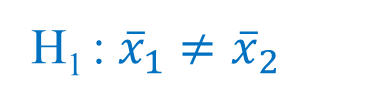 H₁ : x̄₁ ≠ x̄₂